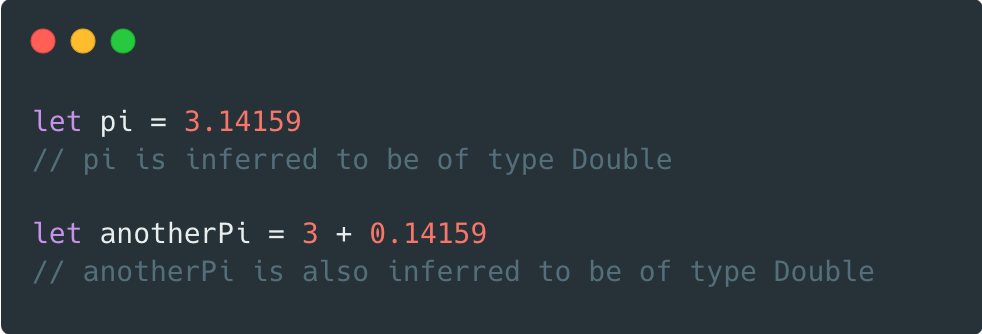 let pi = 3.14159
// pi is inferred to be of type Double
let anotherPi = 3 + 0.14159
// anotherPi is also inferred to be of type Double